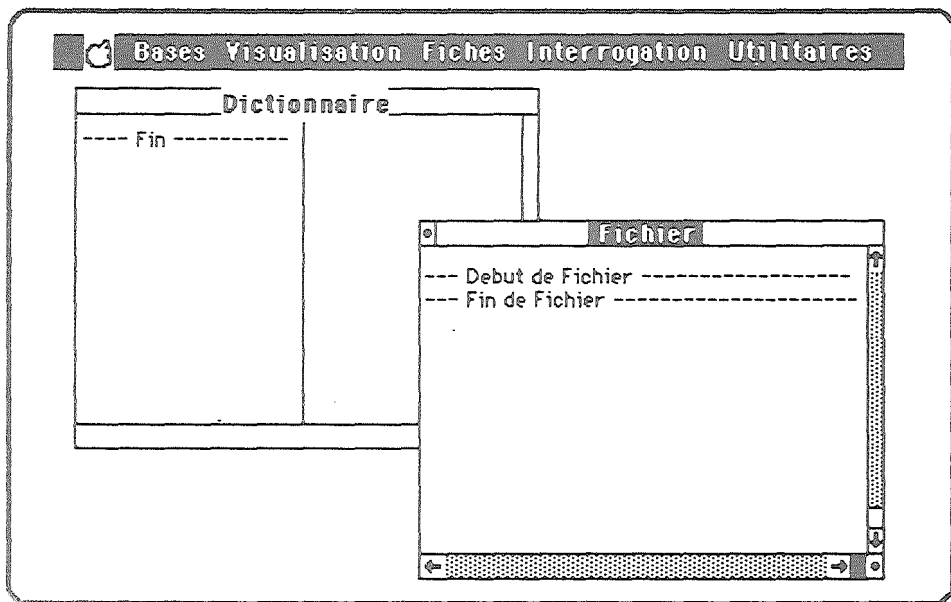 Bases Visualisation Fiches Interrogation Utilitaires
Dictionnaire
---- Fin ----------
Fichier
--- Debut de Fichier -------------------
--- Fin de Fichier ----------------------